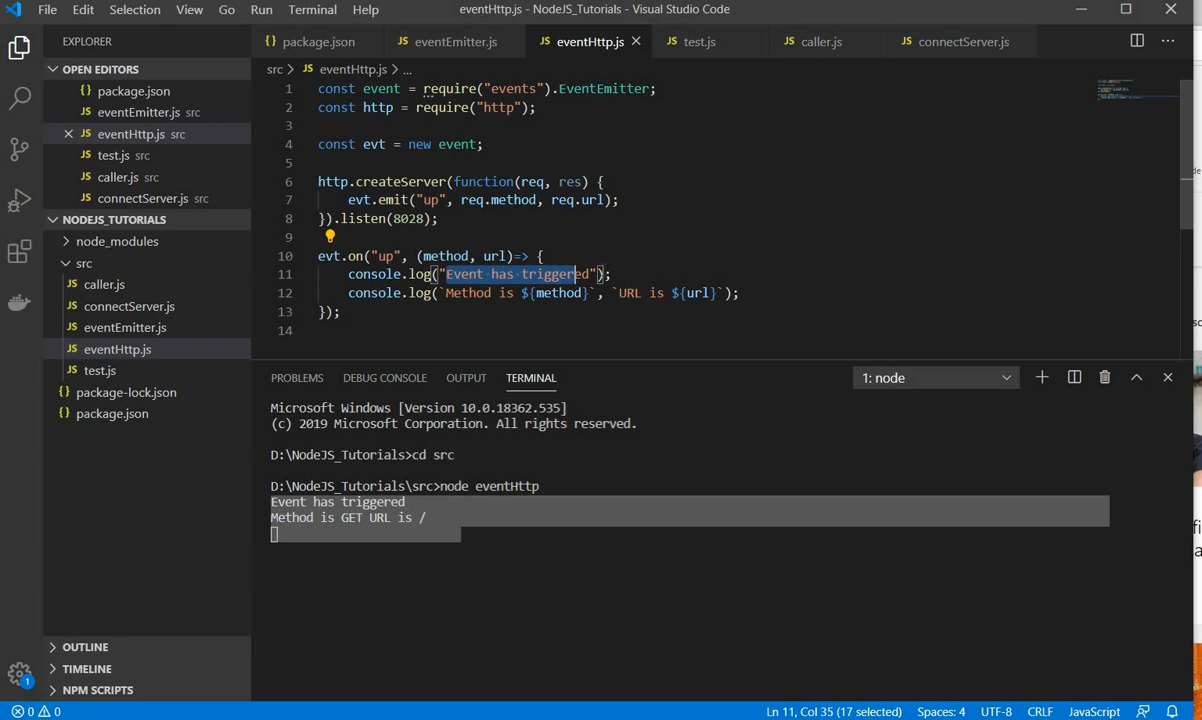 File Edit Selection View Go Run Terminal Help eventHttp.js - NodeJS_Tutorials - Visual Studio Code
EXPLORER
package.json eventEmitter.js eventHttp.js test.js caller.js connectServer.js
OPEN EDITORS
package.json
eventEmitter.js src
eventHttp.js src
test.js src
caller.js src
connectServer.js src
NODEJS_TUTORIALS
node_modules
src
caller.js
connectServer.js
eventEmitter.js
eventHttp.js
test.js
package-lock.json
package.json
OUTLINE
TIMELINE
NPM SCRIPTS
src > JS eventHttp.js > ...
1 const event = require("events").EventEmitter;
2 const http = require("http");
3
4 const evt = new event;
5
6 http.createServer(function(req, res) {
7 evt.emit("up", req.method, req.url);
8 }).listen(8028);
9
10 evt.on("up", (method, url)=> {
11 console.log("Event has triggered");
12 console.log(`Method is ${method}`, `URL is ${url}`);
13 });
14
PROBLEMS DEBUG CONSOLE OUTPUT TERMINAL 1: node
Microsoft Windows [Version 10.0.18362.535]
(c) 2019 Microsoft Corporation. All rights reserved.
D:\NodeJS_Tutorials>cd src
D:\NodeJS_Tutorials\src>node eventHttp
Event has triggered
Method is GET URL is /
1
0 0 Ln 11, Col 35 (17 selected) Spaces: 4 UTF-8 CRLF JavaScript